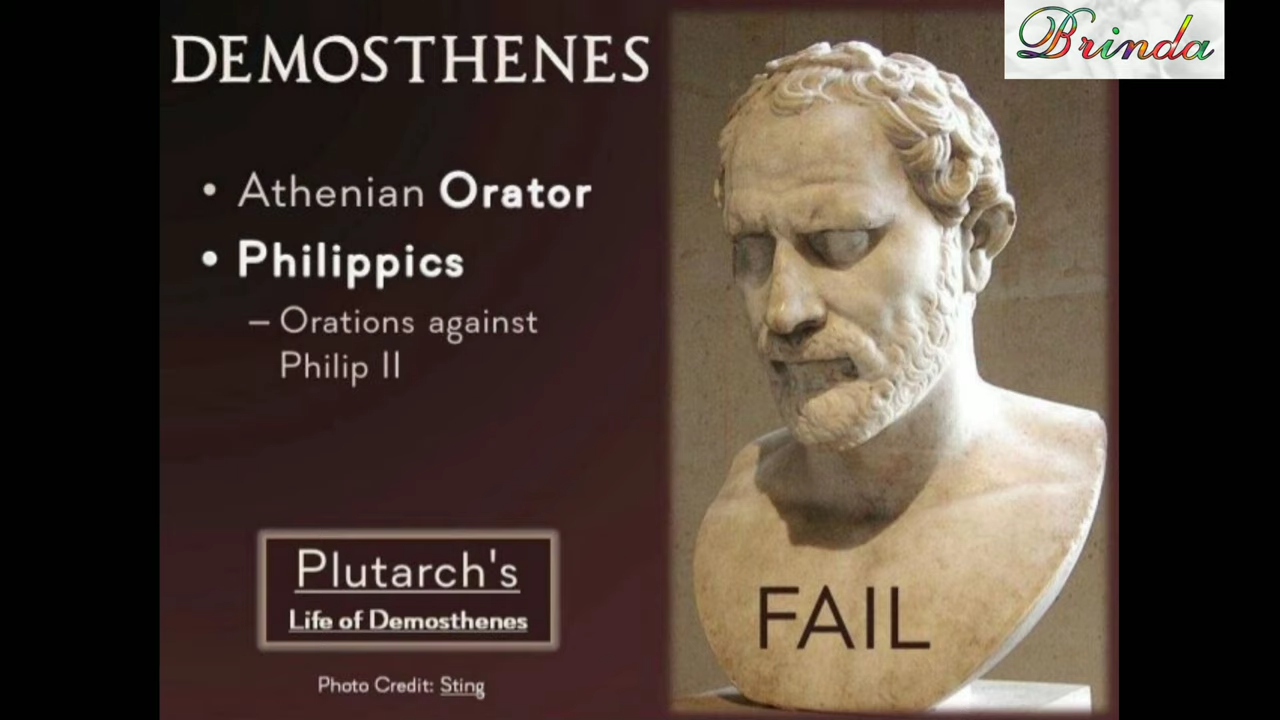 DEMOSTHENES
• Athenian Orator
• Philippics
– Orations against
Philip II
Plutarch's
Life of Demosthenes
Photo Credit: Sting
FAIL
Brinda